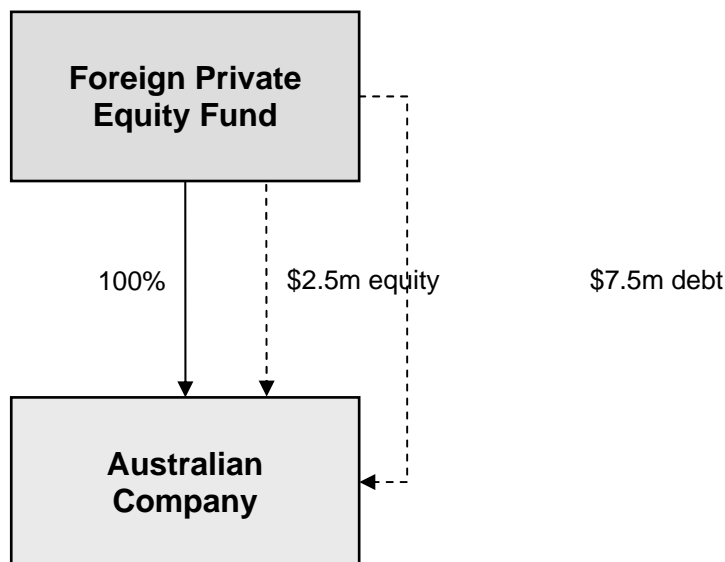 Foreign Private
Equity Fund
100%
$2.5m equity
$7.5m debt
Australian
Company